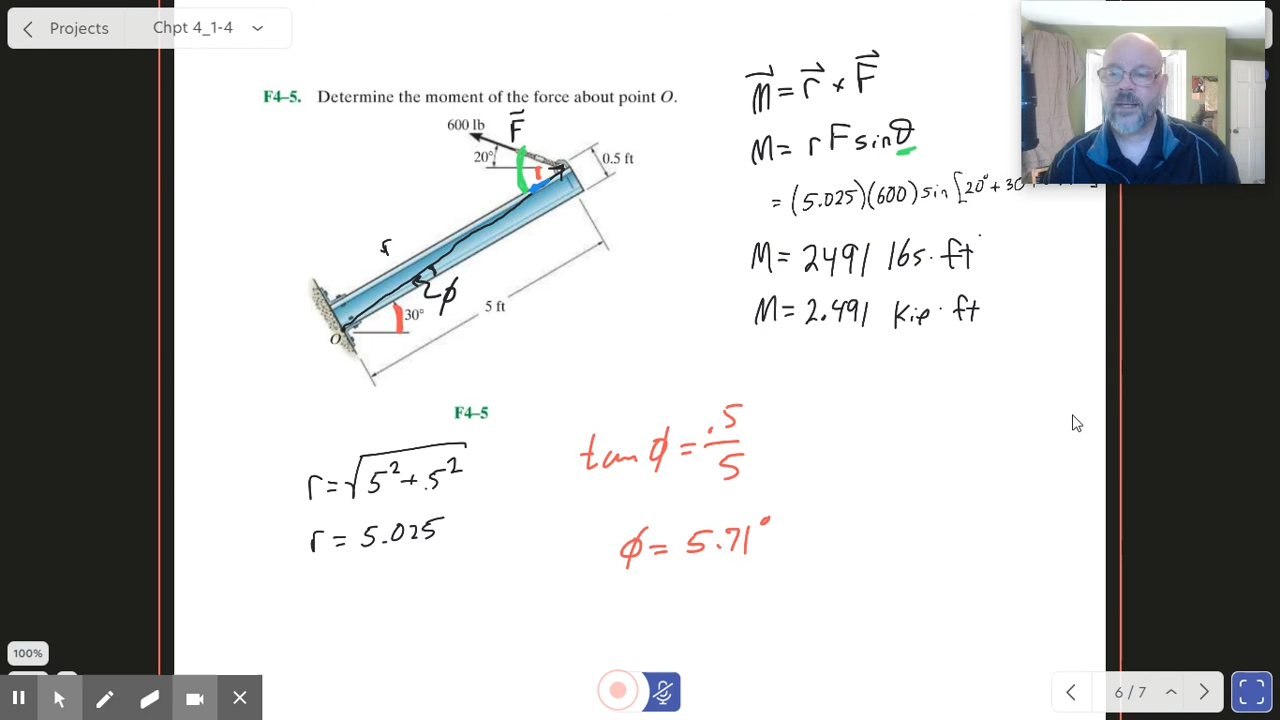 Projects
Chpt 4_1-4
F4–5. Determine the moment of the force about point O.
600 lb
F
20°
0.5 ft
r
ϕ
30°
5 ft
O
F4–5
M = r × F
M = r F sin θ
= (5.025)(600) sin [20° + 30
M = 2491 lbs·ft
M = 2.491 kip·ft
r = √5² + .5²
r = 5.025
tan ϕ = .5/5
ϕ = 5.71°
100%
6 / 7